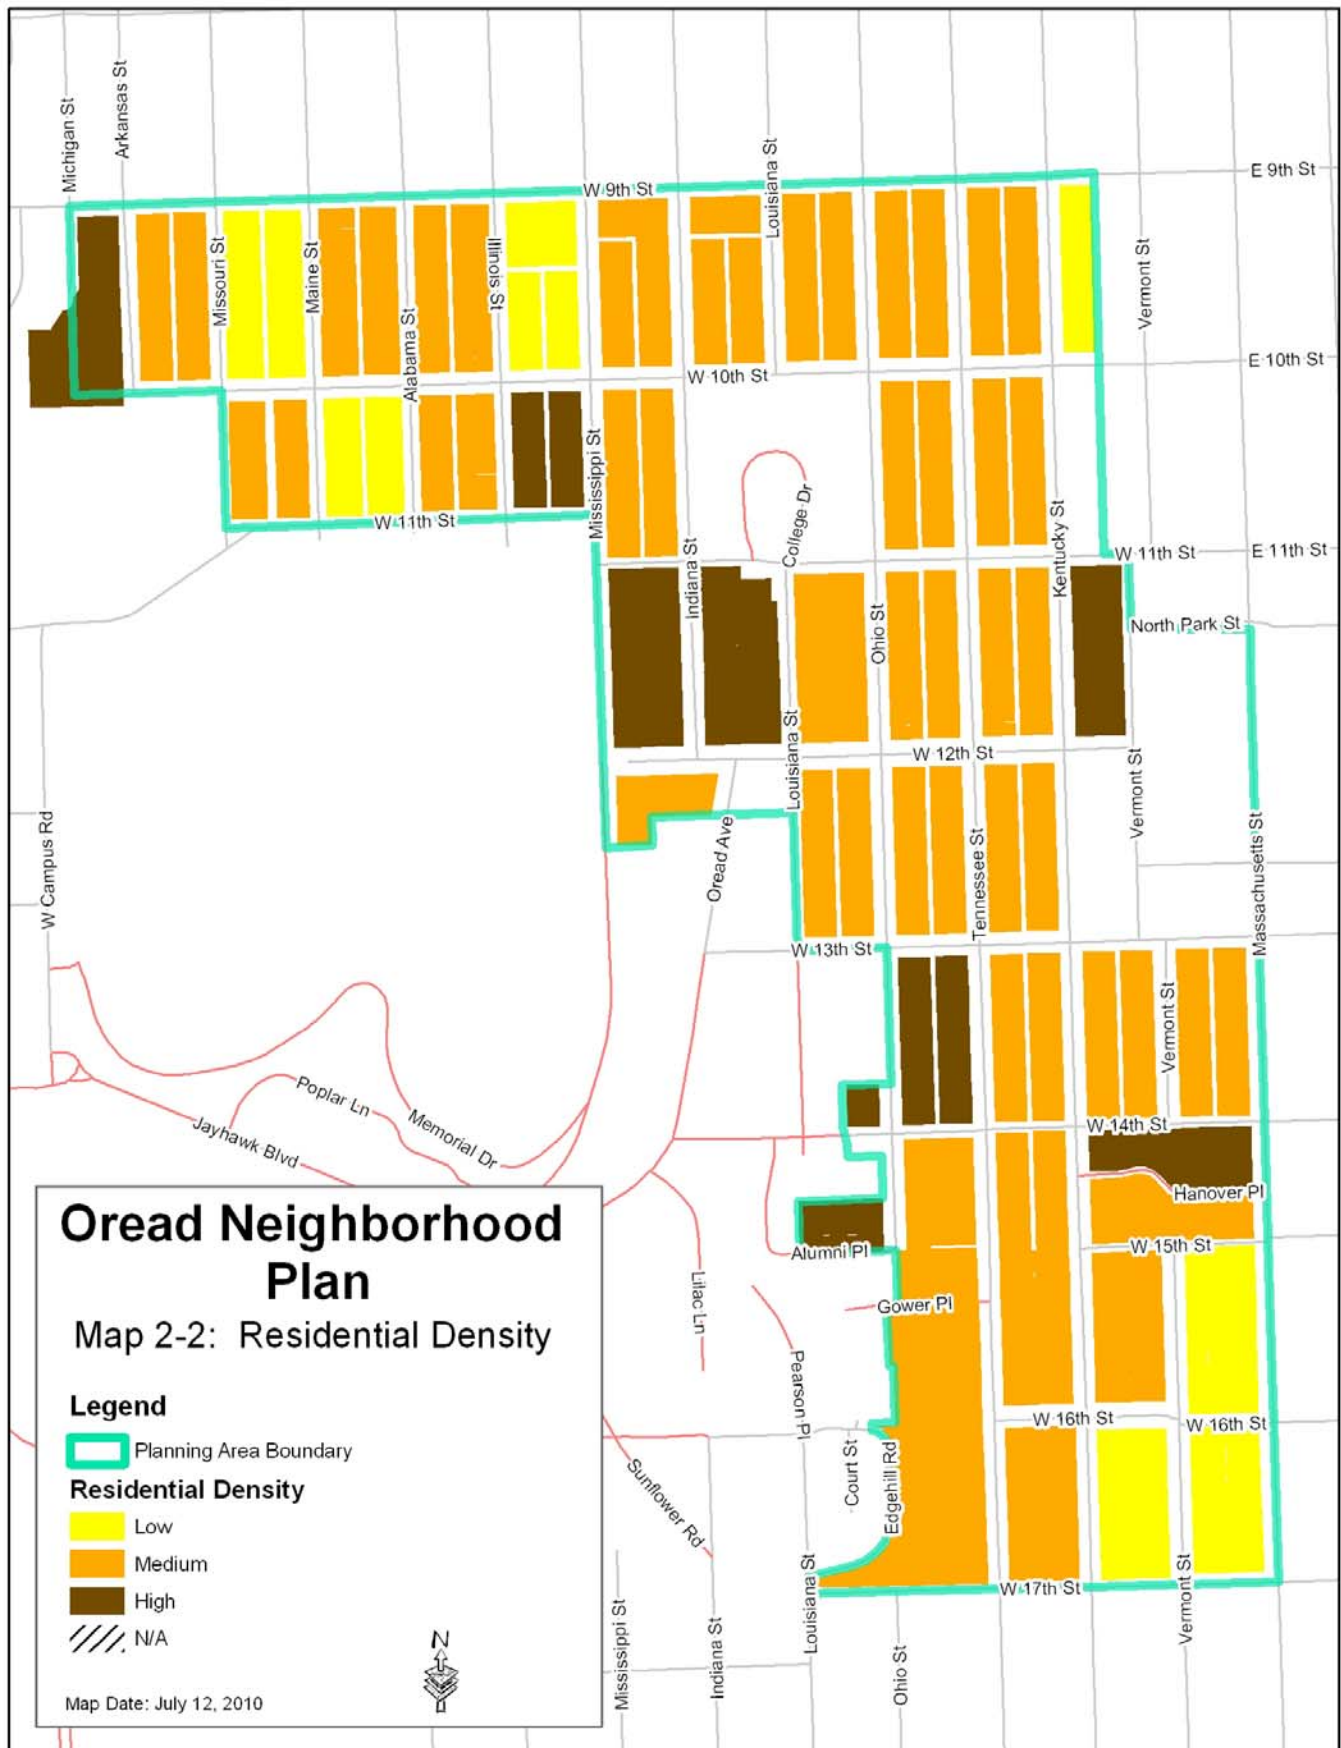 Michigan St
Arkansas St
Louisiana St
E 9th St
W 9th St
Missouri St
Maine St
Illinois St
Vermont St
Alabama St
E 10th St
W 10th St
Mississippi St
College Dr
W 11th St
Kentucky St
Indiana St
W 11th St
E 11th St
Ohio St
North Park St
Louisiana St
W 12th St
Vermont St
W Campus Rd
Oread Ave
Tennessee St
Massachusetts St
W 13th St
Vermont St
Poplar Ln
Memorial Dr
Jayhawk Blvd
W 14th St
Hanover Pl
Alumni Pl
W 15th St
Lilac Ln
Gower Pl
Pearson Pl
W 16th St
W 16th St
Court St
Edgehill Rd
Sunflower Rd
Louisiana St
W 17th St
Vermont St
Mississippi St
Indiana St
Ohio St
Oread Neighborhood
Plan
Map 2-2: Residential Density
Legend
Planning Area Boundary
Residential Density
Low
Medium
High
N/A
N
Map Date: July 12, 2010